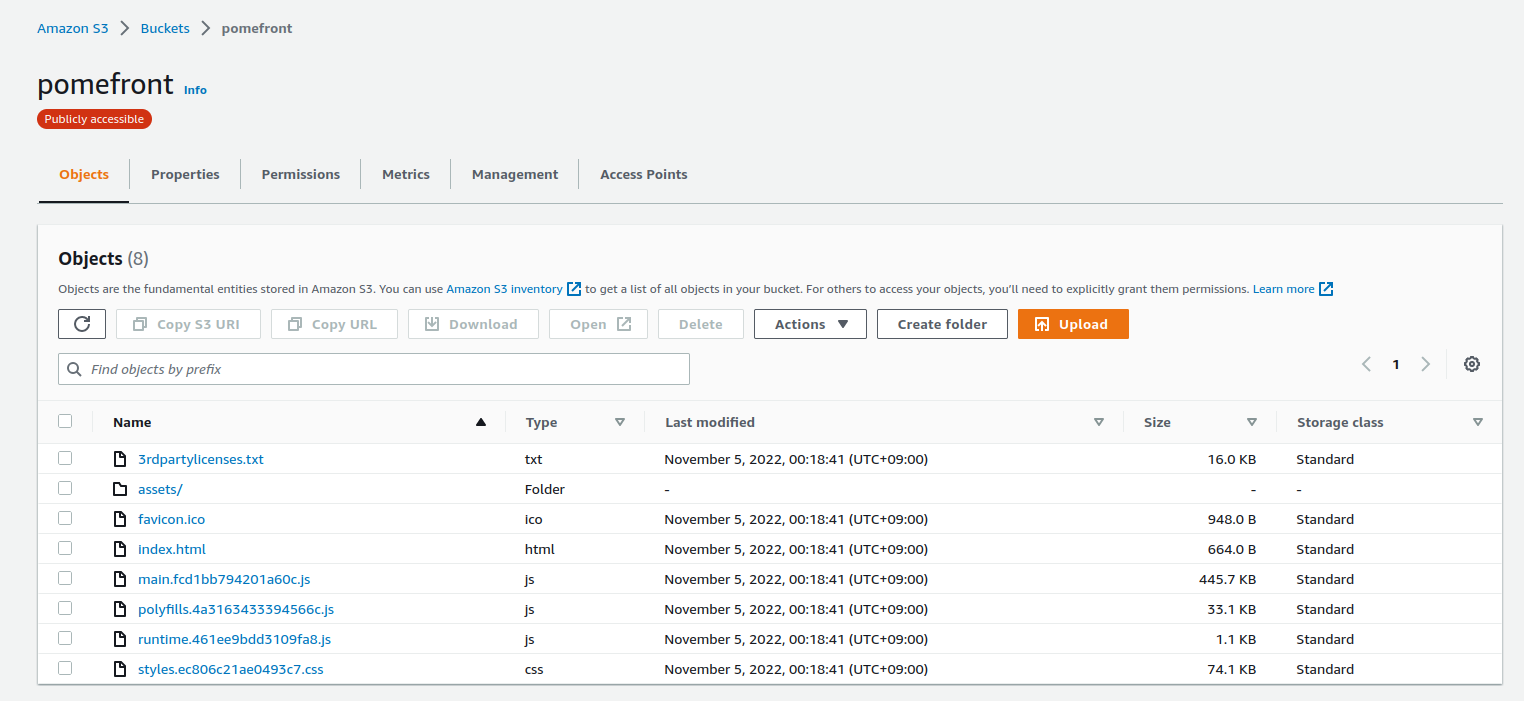 Amazon S3 Buckets pomefront
pomefront Info
Publicly accessible
Objects Properties Permissions Metrics Management Access Points
Objects (8)
Objects are the fundamental entities stored in Amazon S3. You can use Amazon S3 inventory to get a list of all objects in your bucket. For others to access your objects, you'll need to explicitly grant them permissions. Learn more
Copy S3 URI Copy URL Download Open Delete Actions Create folder Upload
Find objects by prefix 1
Name Type Last modified Size Storage class
3rdpartylicenses.txt txt November 5, 2022, 00:18:41 (UTC+09:00) 16.0 KB Standard
assets/ Folder - - -
favicon.ico ico November 5, 2022, 00:18:41 (UTC+09:00) 948.0 B Standard
index.html html November 5, 2022, 00:18:41 (UTC+09:00) 664.0 B Standard
main.fcd1bb794201a60c.js js November 5, 2022, 00:18:41 (UTC+09:00) 445.7 KB Standard
polyfills.4a3163433394566c.js js November 5, 2022, 00:18:41 (UTC+09:00) 33.1 KB Standard
runtime.461ee9bdd3109fa8.js js November 5, 2022, 00:18:41 (UTC+09:00) 1.1 KB Standard
styles.ec806c21ae0493c7.css css November 5, 2022, 00:18:41 (UTC+09:00) 74.1 KB Standard